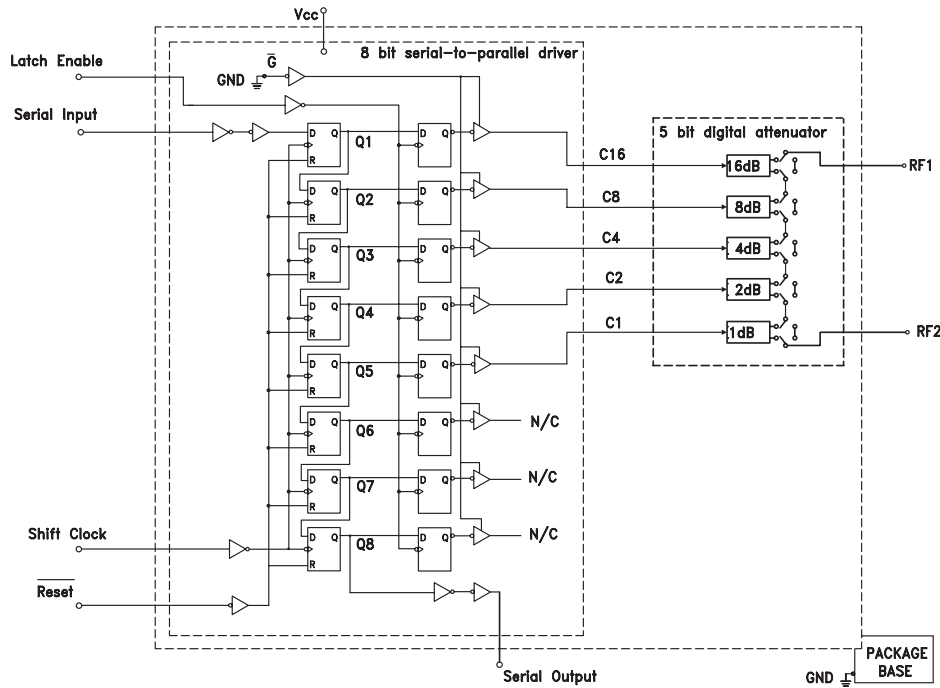 Vcc
8 bit serial-to-parallel driver
Latch Enable
G̅
GND
Serial Input
D Q
R
Q1
D Q
C16
5 bit digital attenuator
16dB
RF1
D Q
R
Q2
D Q
C8
8dB
D Q
R
Q3
D Q
C4
4dB
D Q
R
Q4
D Q
C2
2dB
D Q
R
Q5
D Q
C1
1dB
RF2
D Q
R
Q6
D Q
N/C
D Q
R
Q7
D Q
N/C
Shift Clock
D Q
R
Q8
D Q
N/C
R̅e̅s̅e̅t̅
Serial Output
GND
PACKAGE
BASE